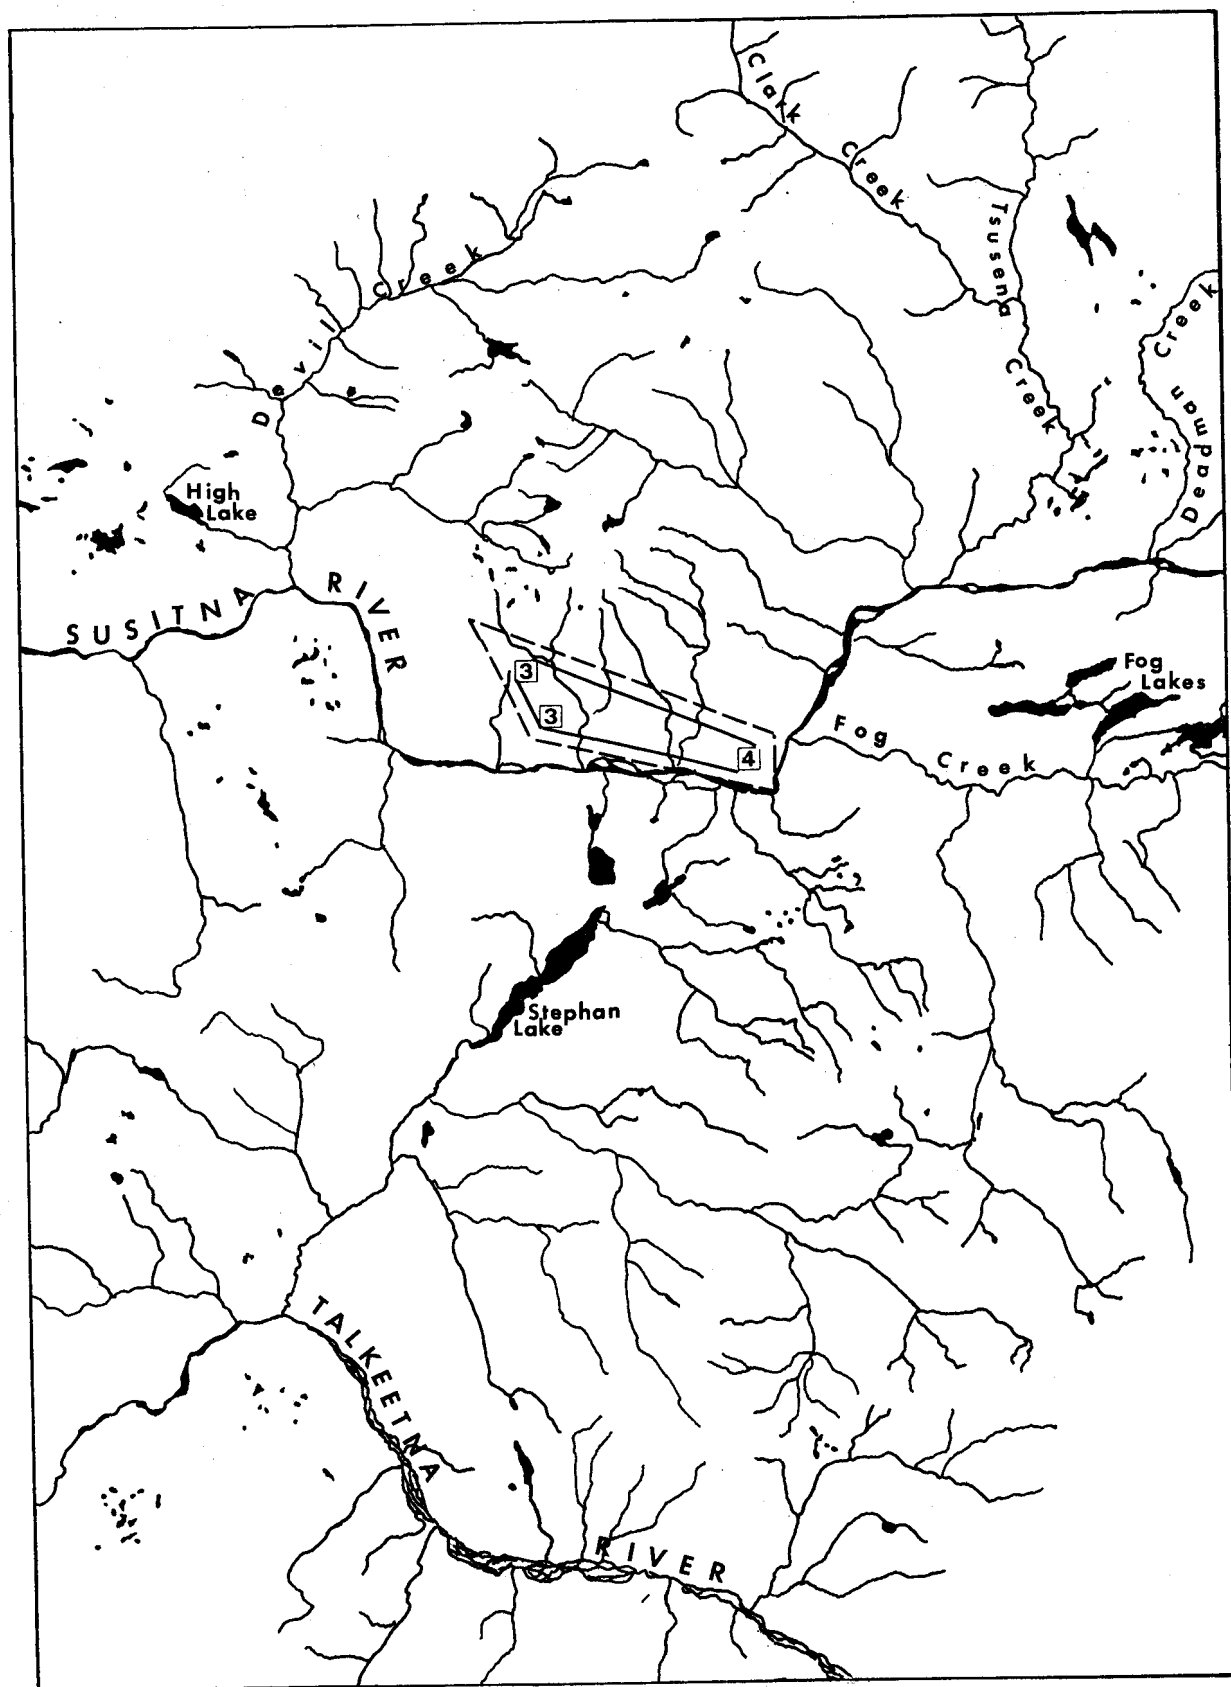 Clark Creek
Tsusena Creek
Devil Creek
Deadman Creek
High
Lake
SUSITNA RIVER
Fog
Lakes
3
3
4
Fog Creek
Stephan
Lake
TALKEETNA RIVER